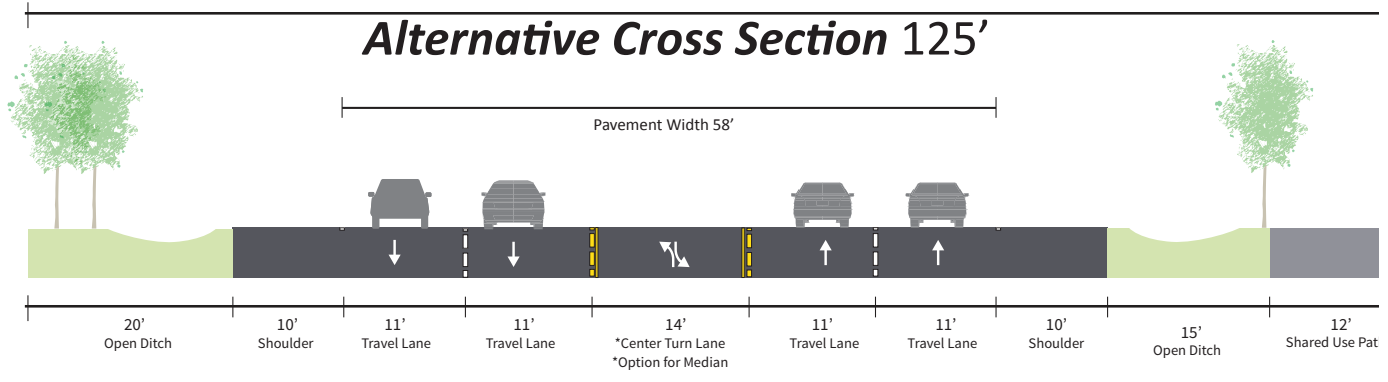 Alternative Cross Section 125’
Pavement Width 58’
20’
Open Ditch
10’
Shoulder
11’
Travel Lane
11’
Travel Lane
14’
*Center Turn Lane
*Option for Median
11’
Travel Lane
11’
Travel Lane
10’
Shoulder
15’
Open Ditch
12’
Shared Use Pat